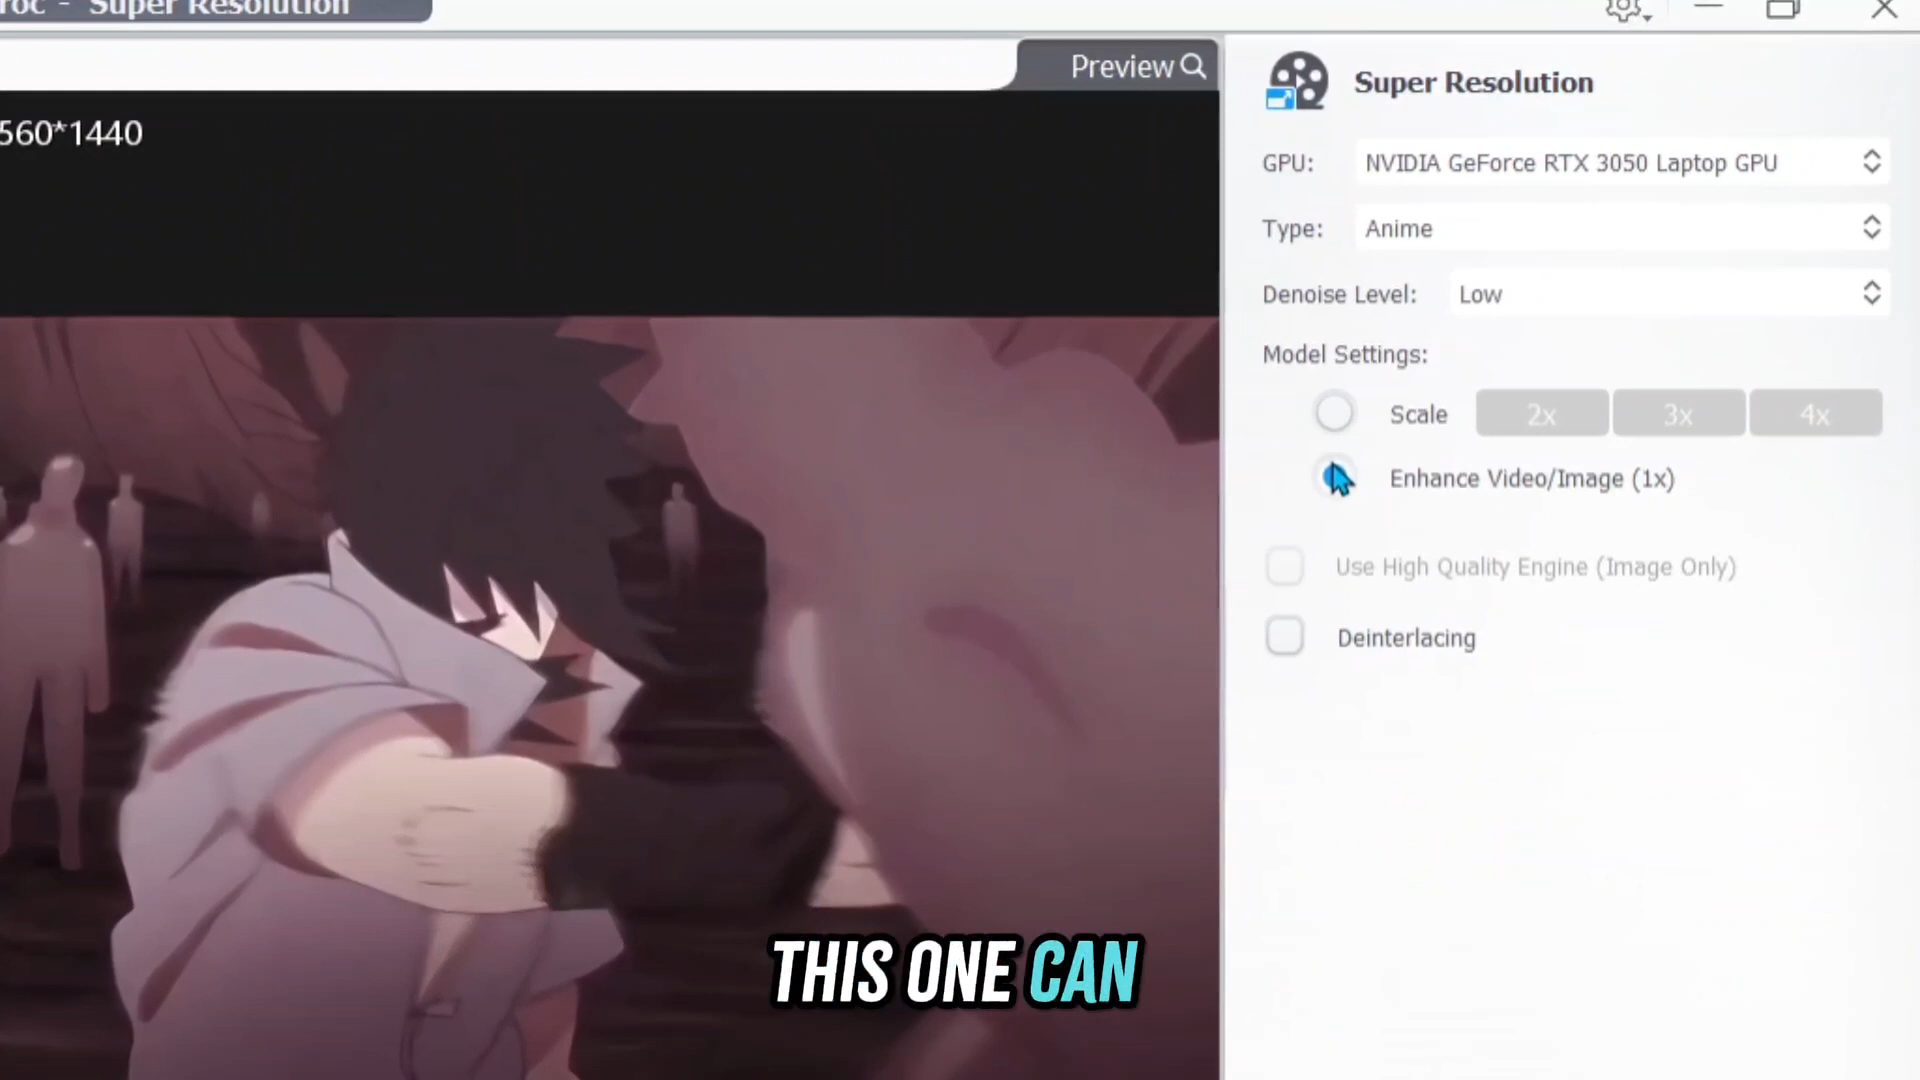 roc - Super Resolution
Preview
560*1440
Super Resolution
GPU: NVIDIA GeForce RTX 3050 Laptop GPU
Type: Anime
Denoise Level: Low
Model Settings:
Scale 2x 3x 4x
Enhance Video/Image (1x)
Use High Quality Engine (Image Only)
Deinterlacing
THIS ONE CAN